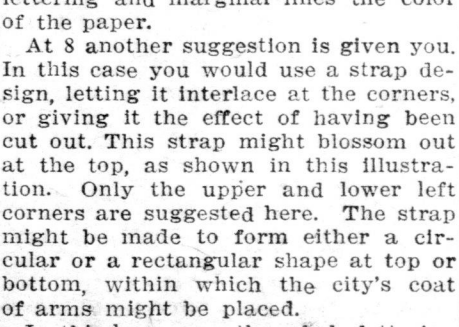 lettering and marginal lines the color
of the paper.
At 8 another suggestion is given you.
In this case you would use a strap de-
sign, letting it interlace at the corners,
or giving it the effect of having been
cut out. This strap might blossom out
at the top, as shown in this illustra-
tion. Only the upper and lower left
corners are suggested here. The strap
might be made to form either a cir-
cular or a rectangular shape at top or
bottom, within which the city's coat
of arms might be placed.